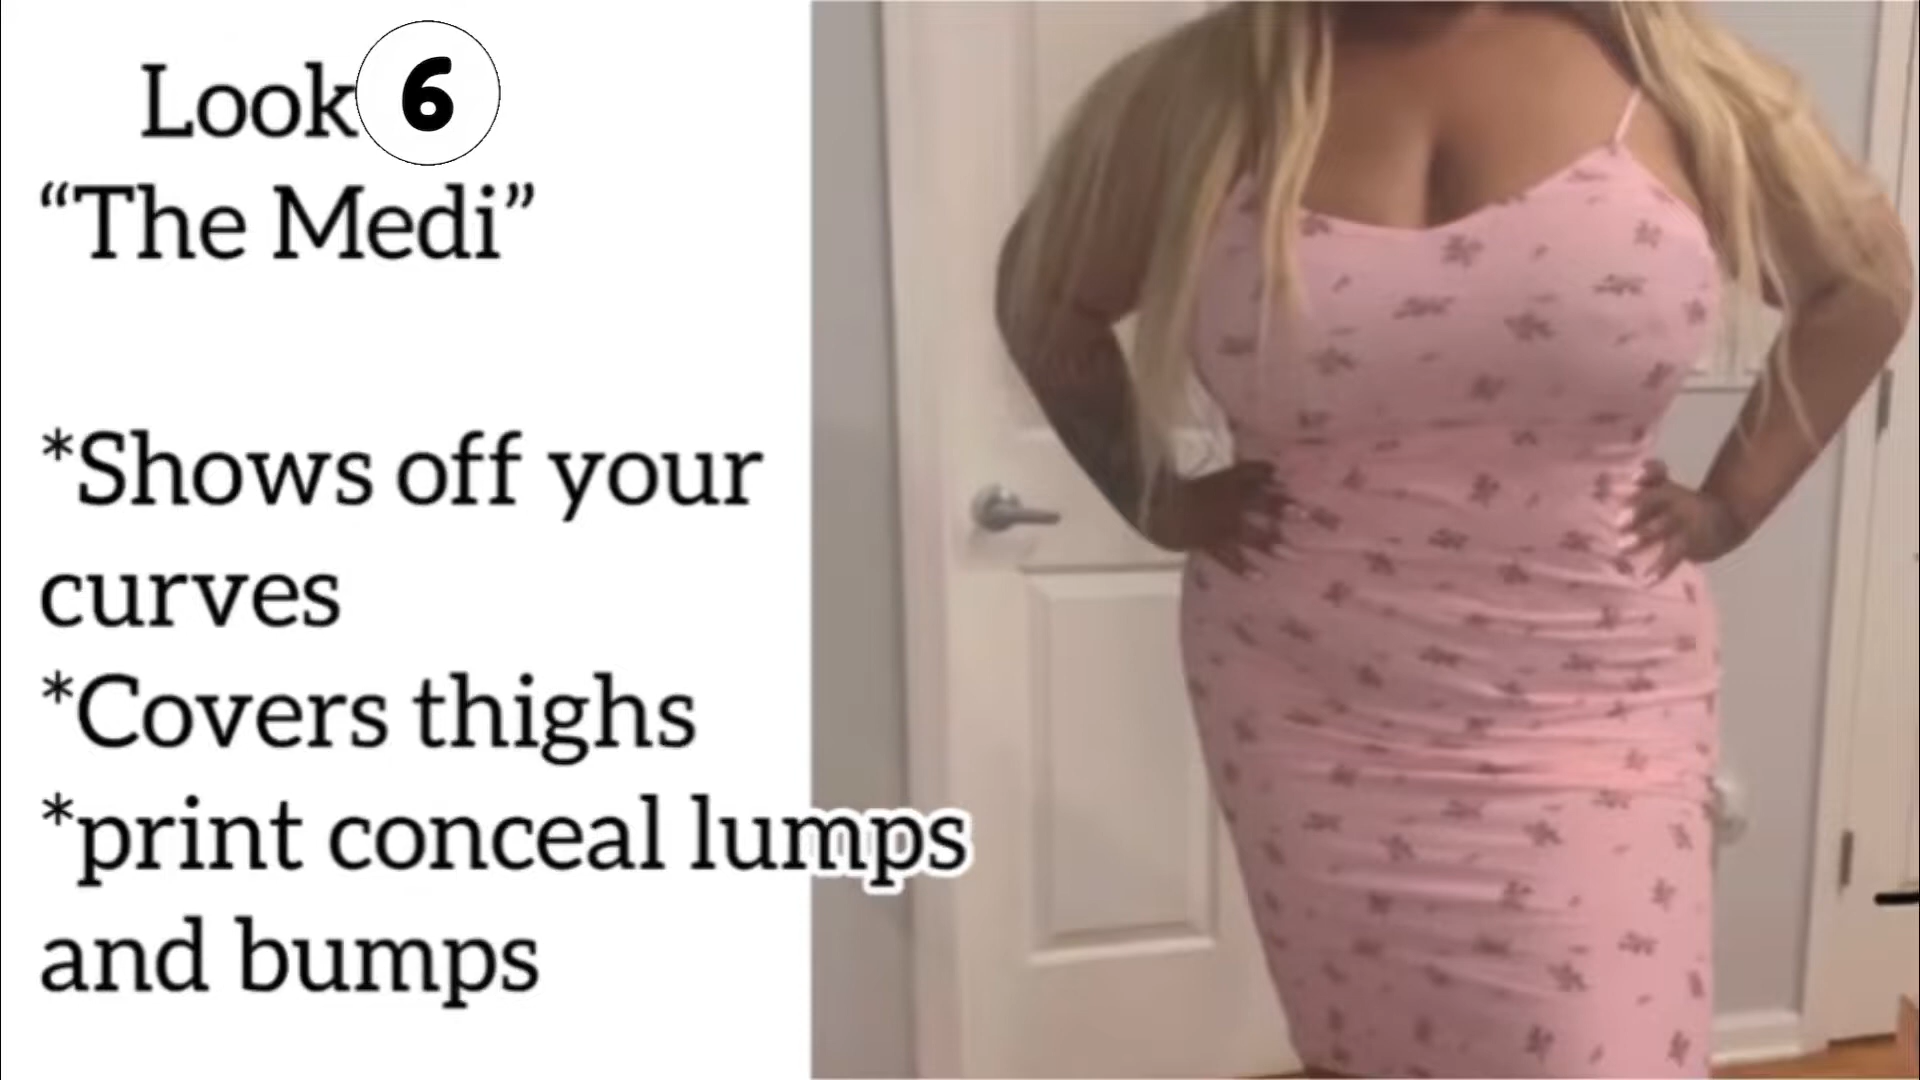 Look 6
“The Medi”
*Shows off your
curves
*Covers thighs
*print conceal lumps
and bumps